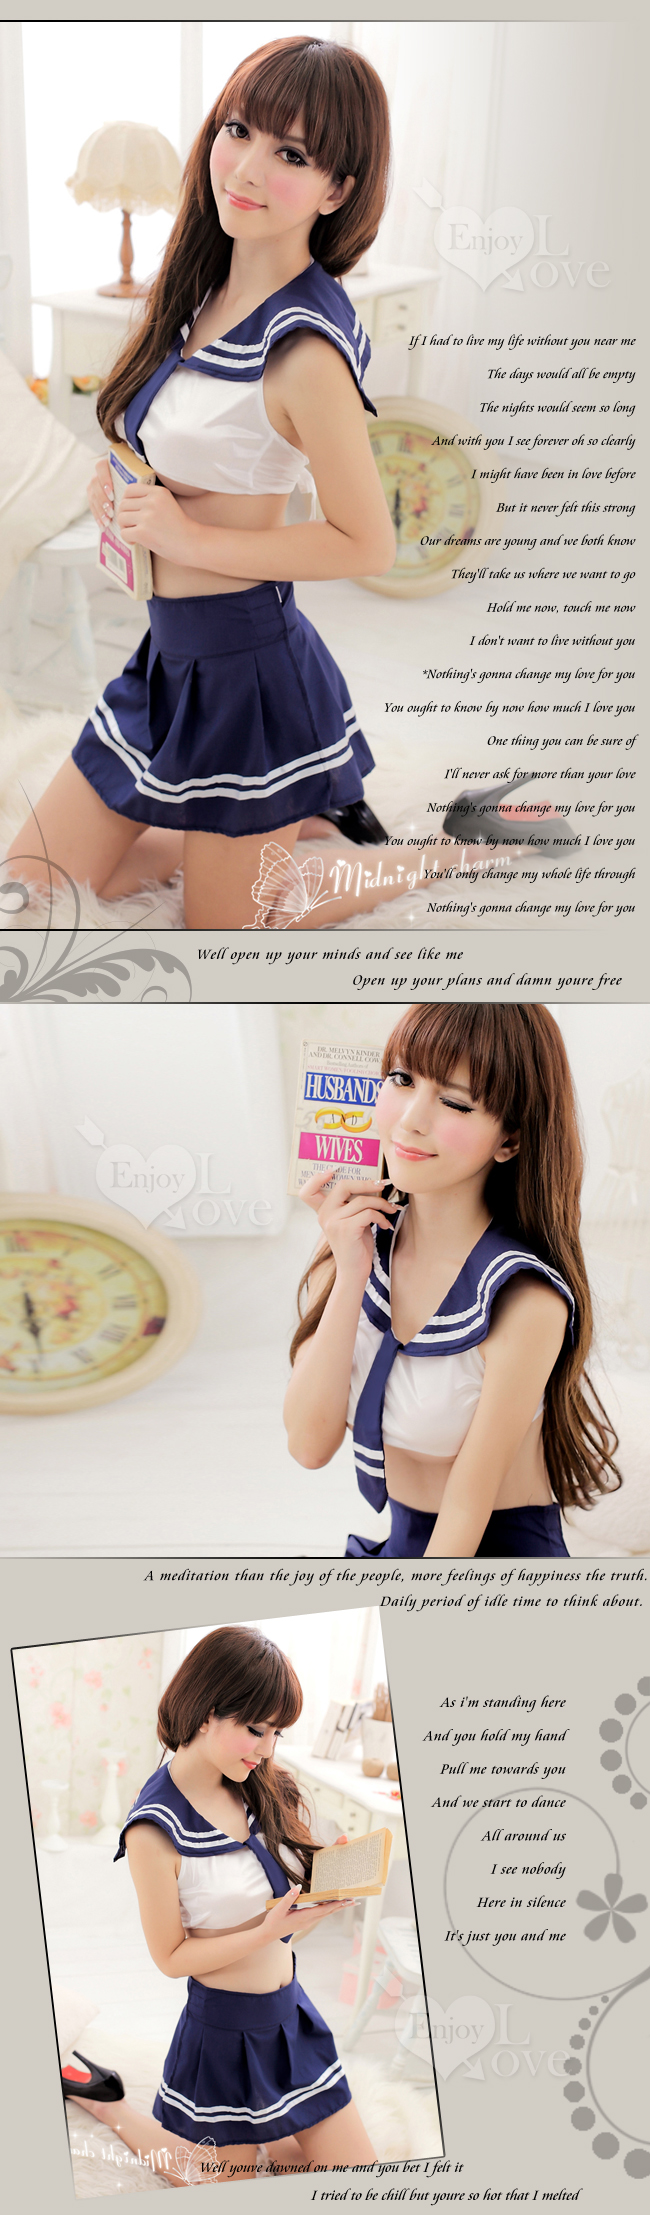 Enjoy Love
If I had to live my life without you near me
The days would all be empty
The nights would seem so long
And with you I see forever oh so clearly
I might have been in love before
But it never felt this strong
Our dreams are young and we both know
They'll take us where we want to go
Hold me now, touch me now
I don't want to live without you
*Nothing's gonna change my love for you
You ought to know by now how much I love you
One thing you can be sure of
I'll never ask for more than your love
Nothing's gonna change my love for you
You ought to know by now how much I love you
You'll only change my whole life through
Nothing's gonna change my love for you
Midnight charm
Well open up your minds and see like me
Open up your plans and damn youre free
DR. MELVYN KINDER
AND DR. CONNELL
HUSBANDS
AND
WIVES
THE GUIDE FOR
Enjoy Love
A meditation than the joy of the people, more feelings of happiness the truth.
Daily period of idle time to think about.
As i'm standing here
And you hold my hand
Pull me towards you
And we start to dance
All around us
I see nobody
Here in silence
It's just you and me
Enjoy Love
Midnight
Well youve dawned on me and you bet I felt it
I tried to be chill but youre so hot that I melted